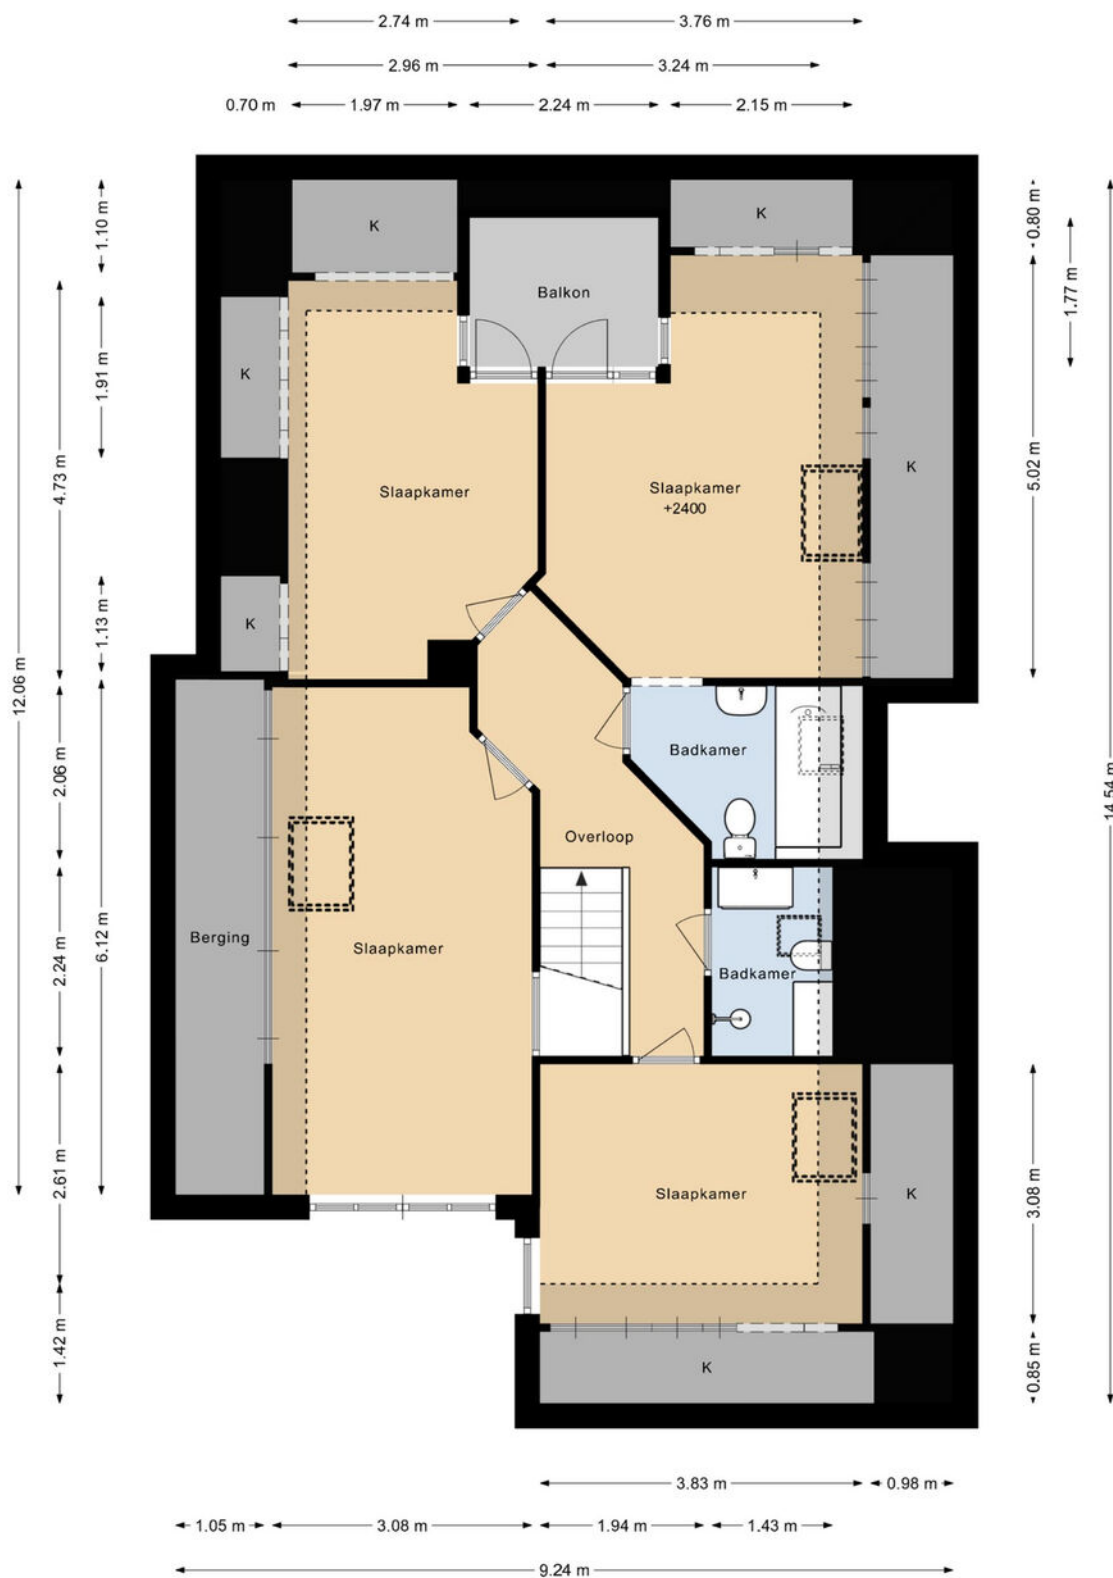 2.74 m
3.76 m
2.96 m
3.24 m
0.70 m
1.97 m
2.24 m
2.15 m
12.06 m
1.10 m
1.91 m
4.73 m
1.13 m
2.06 m
6.12 m
2.24 m
2.61 m
1.42 m
K
K
Balkon
K
K
Slaapkamer
Slaapkamer
+2400
K
Badkamer
Overloop
Berging
Slaapkamer
Badkamer
Slaapkamer
K
K
0.80 m
1.77 m
5.02 m
14.54 m
3.08 m
0.85 m
3.83 m
0.98 m
1.05 m
3.08 m
1.94 m
1.43 m
9.24 m